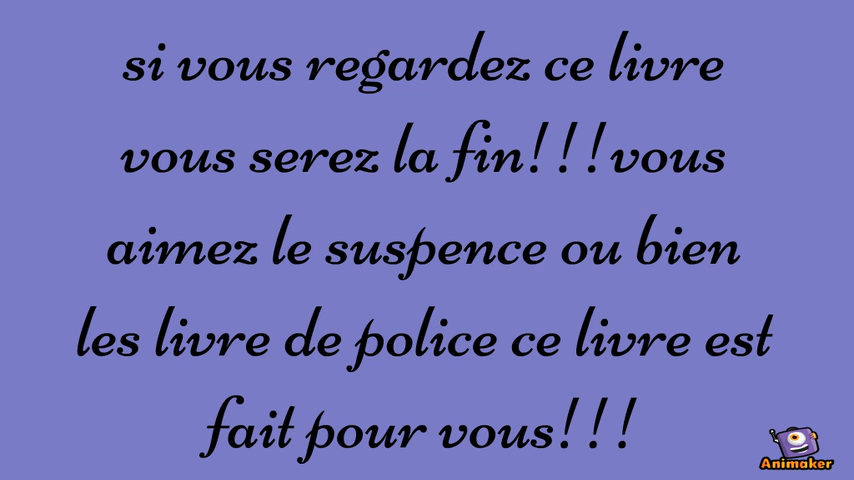 si vous regardez ce livre
vous serez la fin!!!vous
aimez le suspence ou bien
les livre de police ce livre est
fait pour vous!!!
Animaker